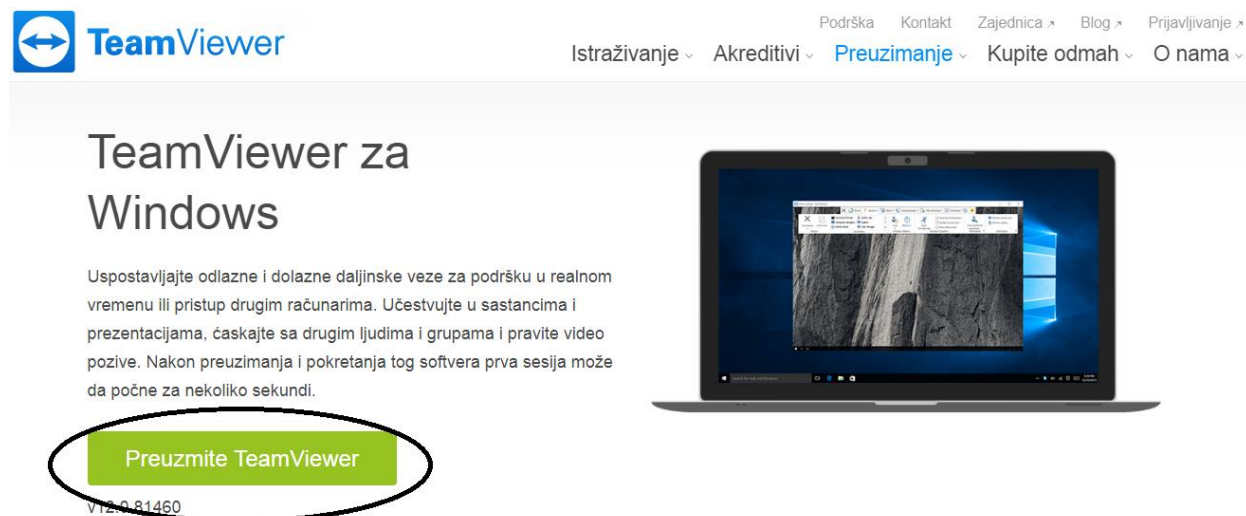 TeamViewer
Podrška Kontakt Zajednica Blog Prijavljivanje
Istraživanje Akreditivi Preuzimanje Kupite odmah O nama
TeamViewer za
Windows
Uspostavljajte odlazne i dolazne daljinske veze za podršku u realnom
vremenu ili pristup drugim računarima. Učestvujte u sastancima i
prezentacijama, ćaskajte sa drugim ljudima i grupama i pravite video
pozive. Nakon preuzimanja i pokretanja tog softvera prva sesija može
da počne za nekoliko sekundi.
Preuzmite TeamViewer
v12.0.81460